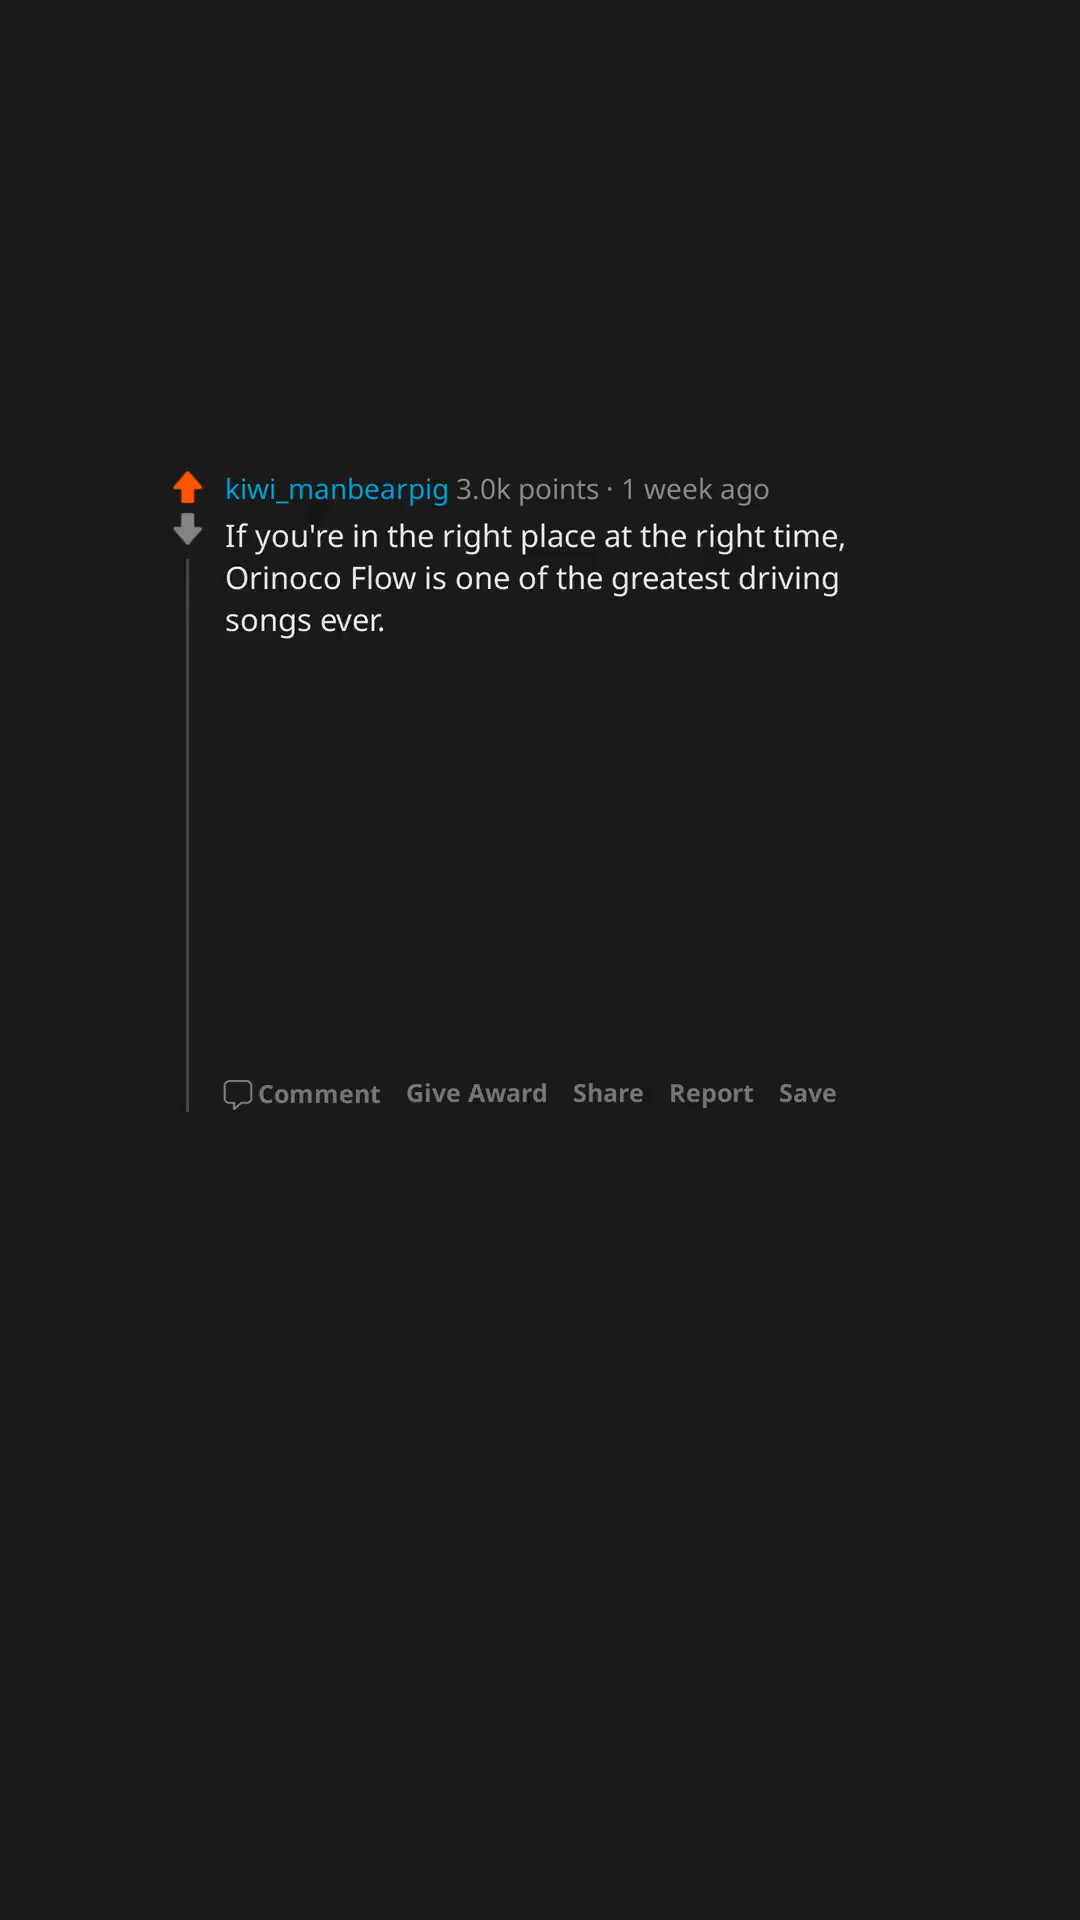 kiwi_manbearpig 3.0k points · 1 week ago
If you're in the right place at the right time,
Orinoco Flow is one of the greatest driving
songs ever.
Comment Give Award Share Report Save